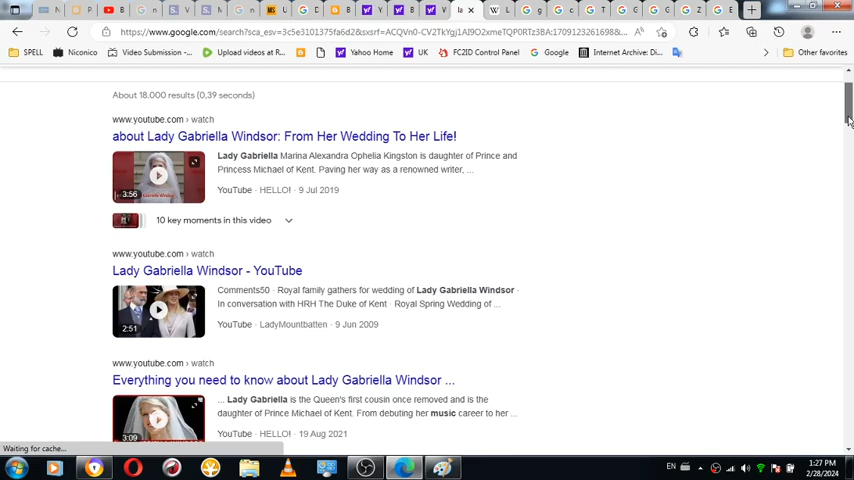 N
P
B
n
V
M
n
U
D
B
Y
B
V
la
L
g
c
T
G
G
Z
E
https://www.google.com/search?sca_esv=3c5e3101375fa6d2&sxsrf=ACQVn0-CV2TkYgj1AI9O2xmeTQP0RTz3BA:1709123261698&...
SPELL
Niconico
Video Submission -...
Upload videos at R...
Yahoo Home
UK
FC2ID Control Panel
Google
Internet Archive: Di...
Other favorites
About 18.000 results (0,39 seconds)
www.youtube.com › watch
about Lady Gabriella Windsor: From Her Wedding To Her Life!
Lady Gabriella Marina Alexandra Ophelia Kingston is daughter of Prince and
Princess Michael of Kent. Paving her way as a renowned writer, ...
3:56
YouTube · HELLO! · 9 Jul 2019
10 key moments in this video
www.youtube.com › watch
Lady Gabriella Windsor - YouTube
Comments50 · Royal family gathers for wedding of Lady Gabriella Windsor ·
In conversation with HRH The Duke of Kent · Royal Spring Wedding of ...
2:51
YouTube · LadyMountbatten · 9 Jun 2009
www.youtube.com › watch
Everything you need to know about Lady Gabriella Windsor ...
... Lady Gabriella is the Queen's first cousin once removed and is the
daughter of Prince Michael of Kent. From debuting her music career to her ...
3:09
YouTube · HELLO! · 19 Aug 2021
Waiting for cache...
EN
1:27 PM
2/28/2024